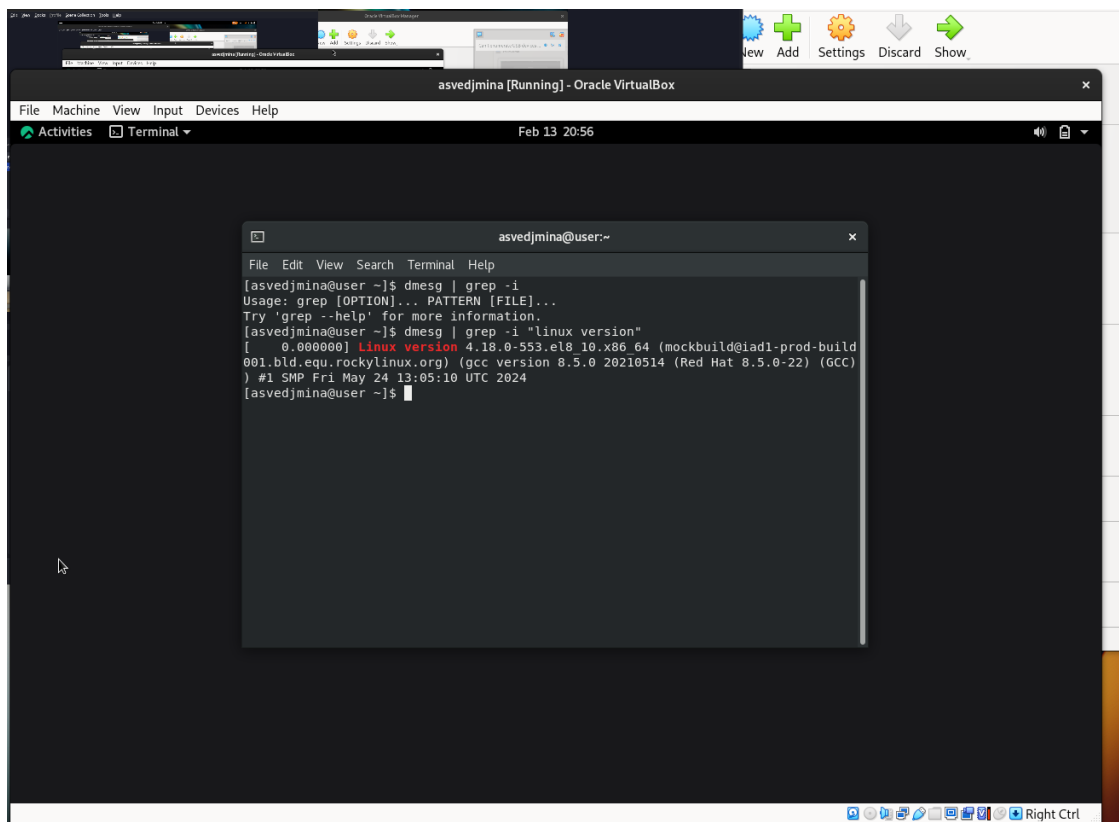 Oracle VirtualBox Manager
New Add Settings Discard Show
asvedjmina [Running] - Oracle VirtualBox
File Machine View Input Devices Help
Activities Terminal Feb 13 20:56
asvedjmina@user:~
File Edit View Search Terminal Help
[asvedjmina@user ~]$ dmesg | grep -i
Usage: grep [OPTION]... PATTERN [FILE]...
Try 'grep --help' for more information.
[asvedjmina@user ~]$ dmesg | grep -i "linux version"
[    0.000000] Linux version 4.18.0-553.el8_10.x86_64 (mockbuild@iad1-prod-build
001.bld.equ.rockylinux.org) (gcc version 8.5.0 20210514 (Red Hat 8.5.0-22) (GCC)
) #1 SMP Fri May 24 13:05:10 UTC 2024
[asvedjmina@user ~]$
Right Ctrl